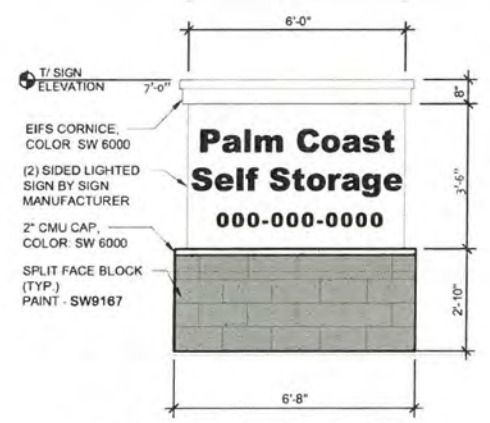 6'-0"
T/ SIGN
ELEVATION
7'-0"
8"
EIFS CORNICE,
COLOR SW 6000
(2) SIDED LIGHTED
SIGN BY SIGN
MANUFACTURER
2" CMU CAP,
COLOR: SW 6000
SPLIT FACE BLOCK
(TYP.)
PAINT - SW9167
Palm Coast
Self Storage
000-000-0000
3'-6"
2'-10"
6'-8"